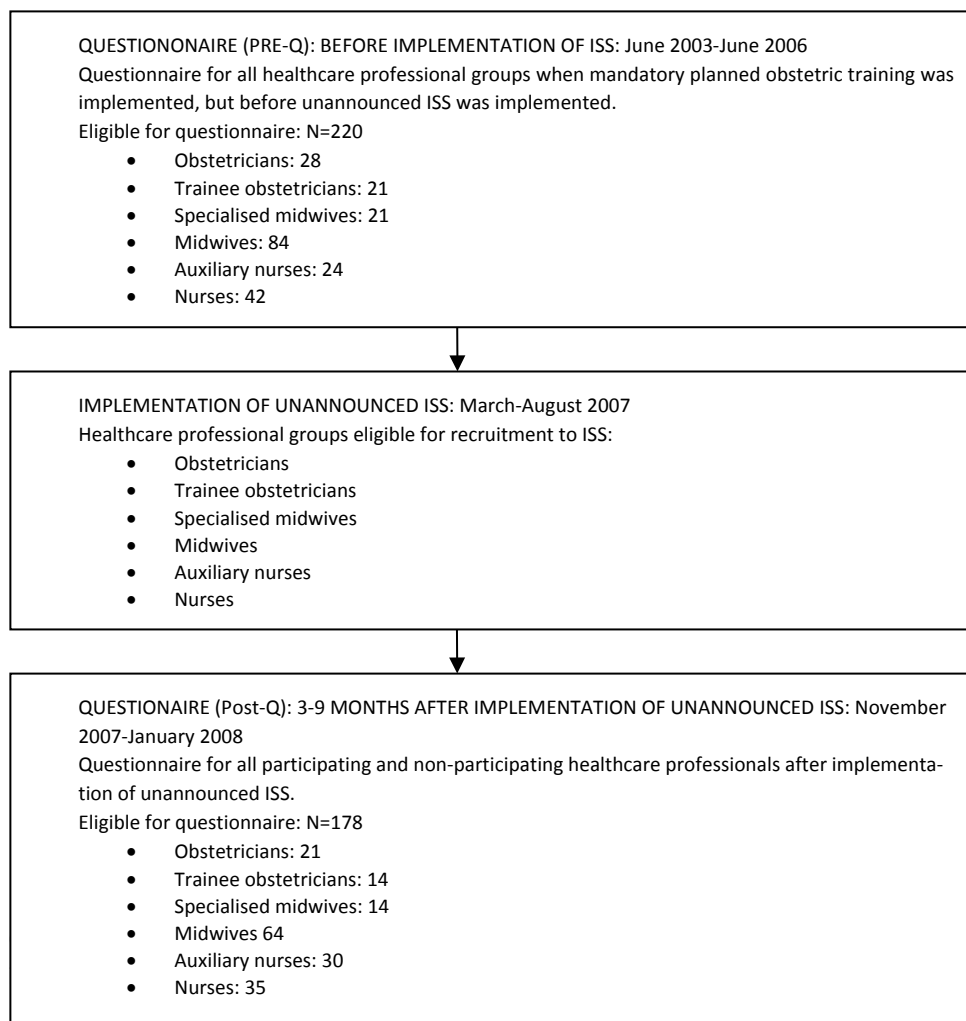 QUESTIONONAIRE (PRE-Q): BEFORE IMPLEMENTATION OF ISS: June 2003-June 2006
Questionnaire for all healthcare professional groups when mandatory planned obstetric training was
implemented, but before unannounced ISS was implemented.
Eligible for questionnaire: N=220
• Obstetricians: 28
• Trainee obstetricians: 21
• Specialised midwives: 21
• Midwives: 84
• Auxiliary nurses: 24
• Nurses: 42
IMPLEMENTATION OF UNANNOUNCED ISS: March-August 2007
Healthcare professional groups eligible for recruitment to ISS:
• Obstetricians
• Trainee obstetricians
• Specialised midwives
• Midwives
• Auxiliary nurses
• Nurses
QUESTIONAIRE (Post-Q): 3-9 MONTHS AFTER IMPLEMENTATION OF UNANNOUNCED ISS: November
2007-January 2008
Questionnaire for all participating and non-participating healthcare professionals after implementa-
tion of unannounced ISS.
Eligible for questionnaire: N=178
• Obstetricians: 21
• Trainee obstetricians: 14
• Specialised midwives: 14
• Midwives 64
• Auxiliary nurses: 30
• Nurses: 35